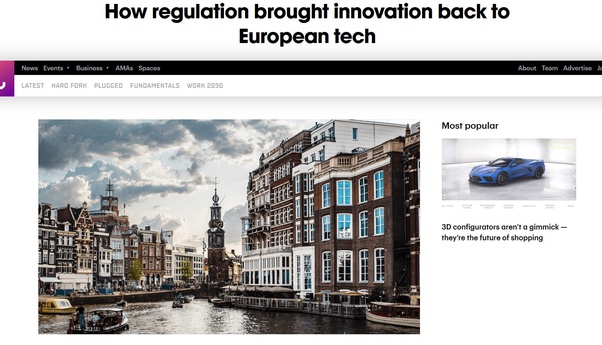 How regulation brought innovation back to
European tech
News Events Business AMAs Spaces
About Team Advertise
LATEST HARD FORK PLUGGED FUNDAMENTALS WORK 2030
Most popular
3D configurators aren't a gimmick —
they're the future of shopping